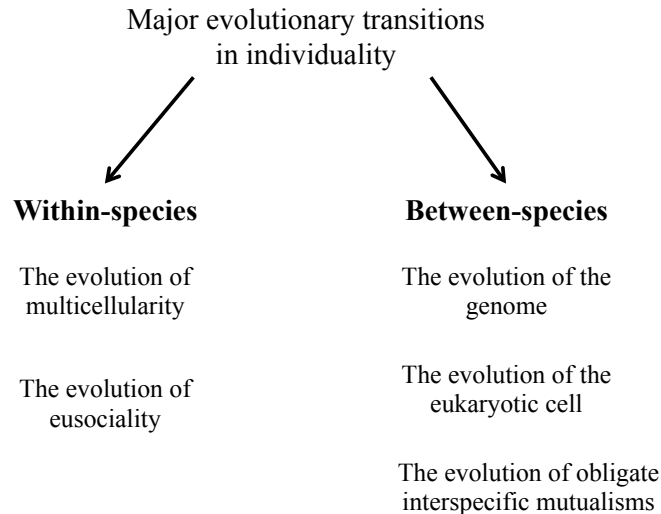 Major evolutionary transitions
in individuality
Within-species
The evolution of
multicellularity
The evolution of
eusociality
Between-species
The evolution of the
genome
The evolution of the
eukaryotic cell
The evolution of obligate
interspecific mutualisms